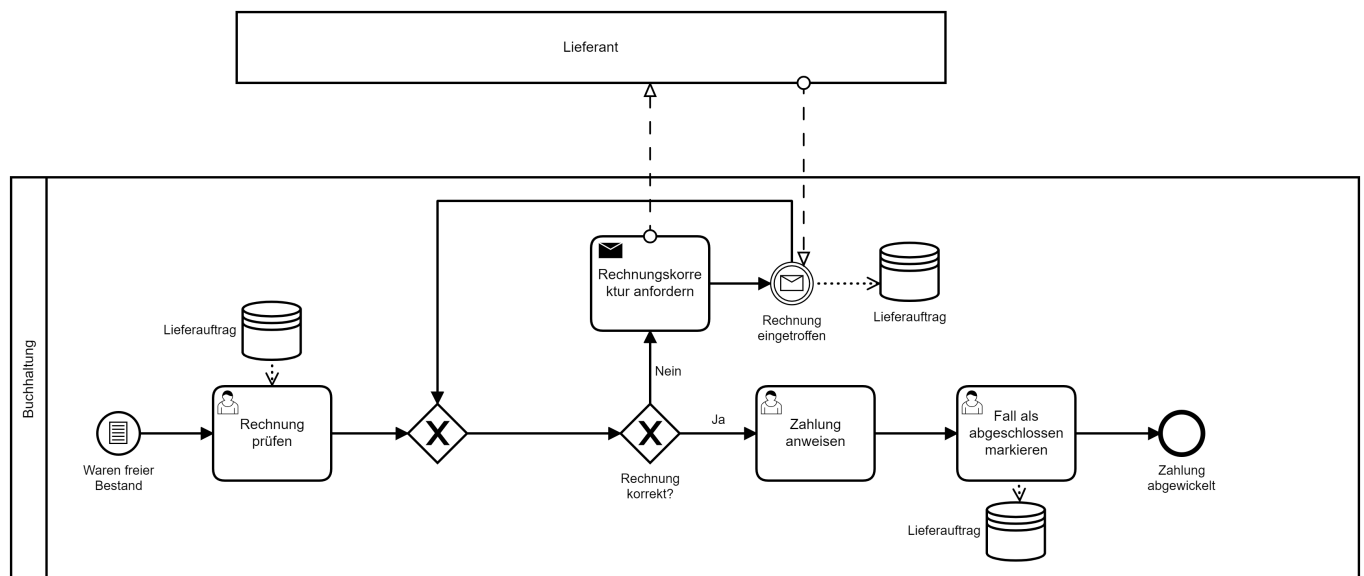 Lieferant
Buchhaltung
Rechnungskorre
ktur anfordern
Rechnung
eingetroffen
Lieferauftrag
Lieferauftrag
Nein
Waren freier
Bestand
Rechnung
prüfen
Rechnung
korrekt?
Ja
Zahlung
anweisen
Fall als
abgeschlossen
markieren
Zahlung
abgewickelt
Lieferauftrag